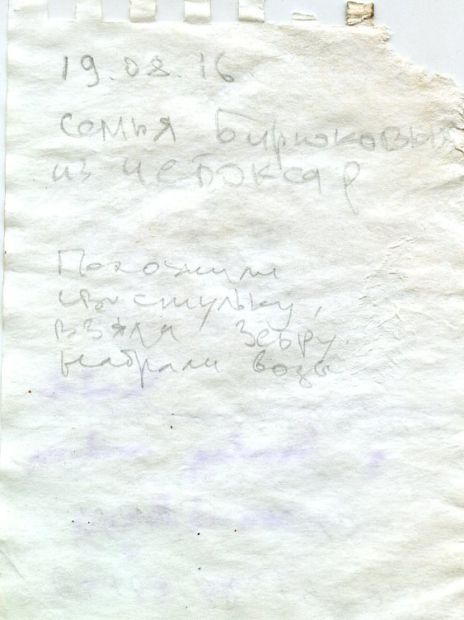 19.08.16
семья Бирюковых
из Чебоксар
Положили
свистульку,
взяли зебру.
набрали воды